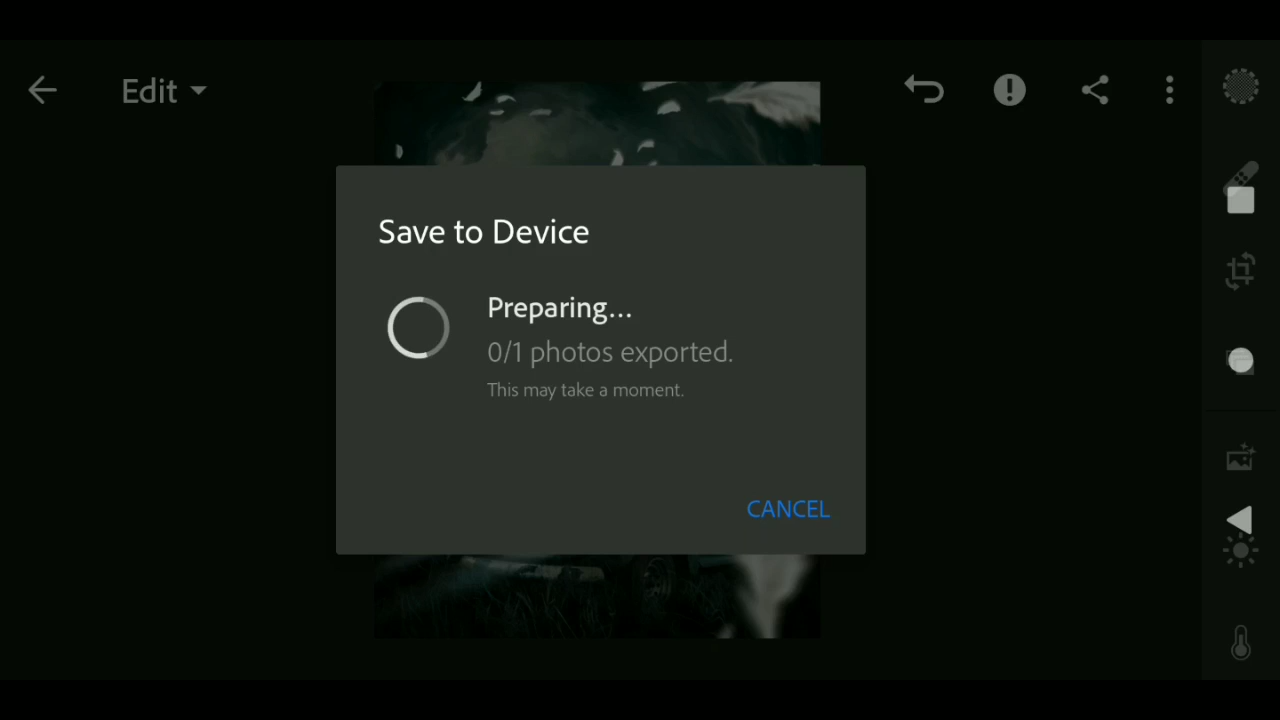 Edit
Save to Device
Preparing...
0/1 photos exported.
This may take a moment.
CANCEL